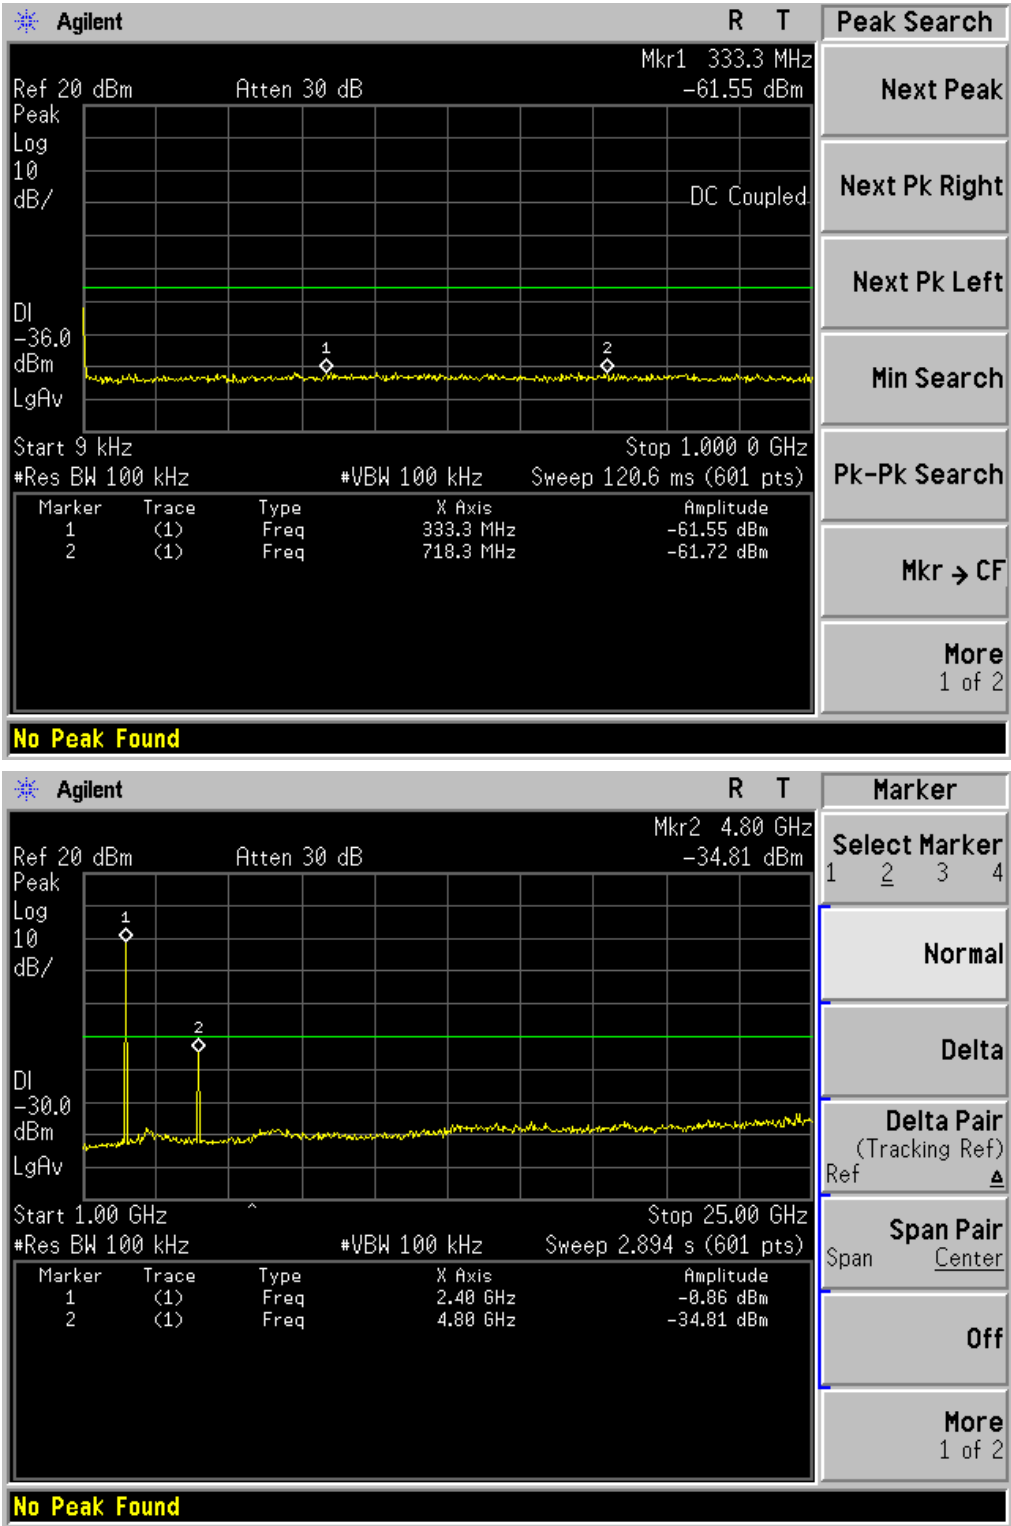 Agilent
R T
Peak Search
Mkr1 333.3 MHz
Ref 20 dBm Atten 30 dB -61.55 dBm
Peak
Log
10
dB/
DC Coupled
DI
-36.0
dBm
LgAv
1
2
Start 9 kHz Stop 1.000 0 GHz
#Res BW 100 kHz #VBW 100 kHz Sweep 120.6 ms (601 pts)
Marker Trace Type X Axis Amplitude
1 (1) Freq 333.3 MHz -61.55 dBm
2 (1) Freq 718.3 MHz -61.72 dBm
No Peak Found
Next Peak
Next Pk Right
Next Pk Left
Min Search
Pk-Pk Search
Mkr → CF
More
1 of 2
Agilent
R T
Marker
Mkr2 4.80 GHz
Ref 20 dBm Atten 30 dB -34.81 dBm
Peak
Log
10
dB/
1
2
DI
-30.0
dBm
LgAv
Start 1.00 GHz ^ Stop 25.00 GHz
#Res BW 100 kHz #VBW 100 kHz Sweep 2.894 s (601 pts)
Marker Trace Type X Axis Amplitude
1 (1) Freq 2.40 GHz -0.86 dBm
2 (1) Freq 4.80 GHz -34.81 dBm
No Peak Found
Select Marker
1 2 3 4
Normal
Delta
Delta Pair
(Tracking Ref)
Ref Δ
Span Pair
Span Center
Off
More
1 of 2